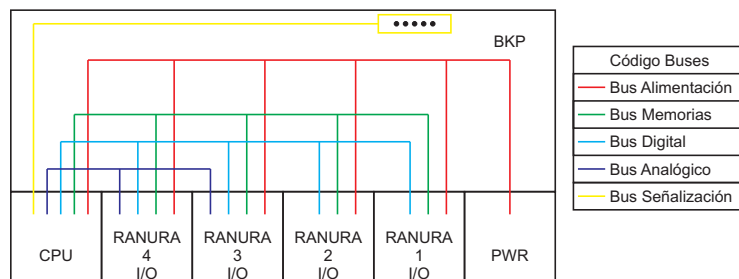 BKP
Código Buses
Bus Alimentación
Bus Memorias
Bus Digital
Bus Analógico
Bus Señalización
CPU
RANURA
4
I/O
RANURA
3
I/O
RANURA
2
I/O
RANURA
1
I/O
PWR